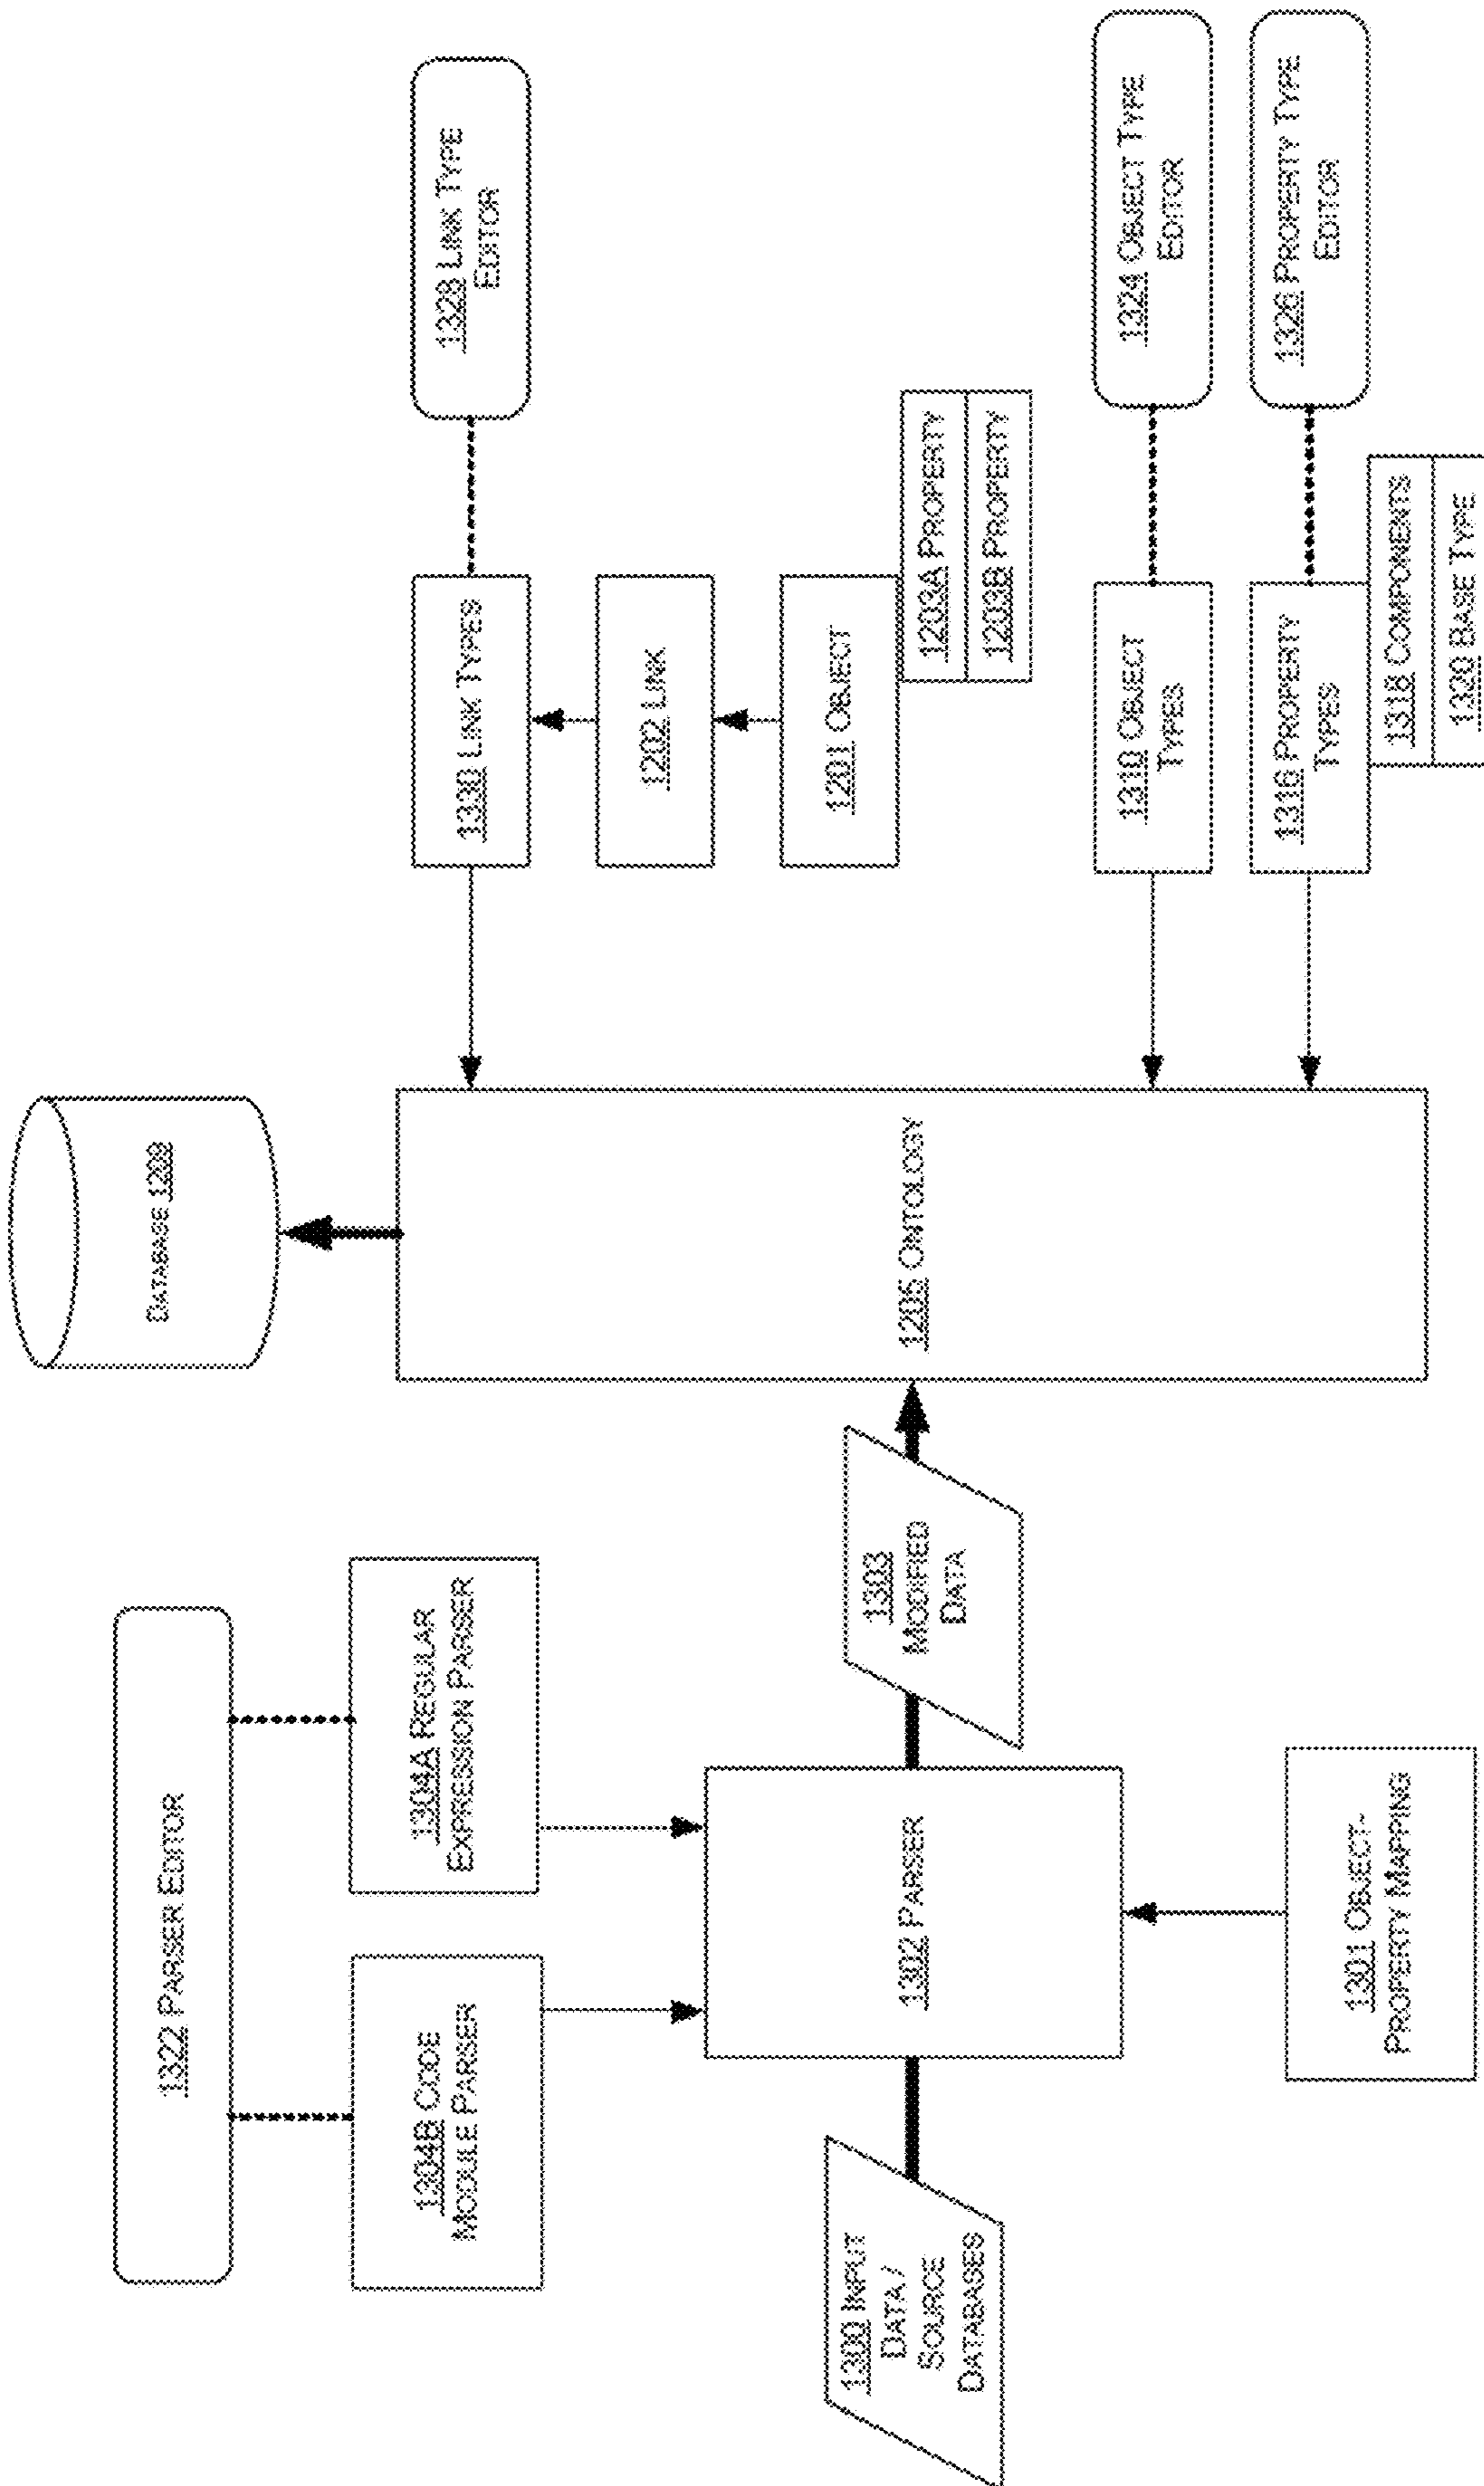 1322 PARSER EDITOR
1304B CODE
MODULE PARSER
1304A REGULAR
EXPRESSION PARSER
1300 INPUT
DATA /
SOURCE
DATABASES
1302 PARSER
1301 OBJECT-
PROPERTY MAPPING
1303
MODIFIED
DATA
DATABASE 1209
1205 ONTOLOGY
1330 LINK TYPES
1328 LINK TYPE
EDITOR
1202 LINK
1201 OBJECT
1203A PROPERTY
1203B PROPERTY
1310 OBJECT
TYPES
1324 OBJECT TYPE
EDITOR
1316 PROPERTY
TYPES
1326 PROPERTY TYPE
EDITOR
1318 COMPONENTS
1320 BASE TYPE